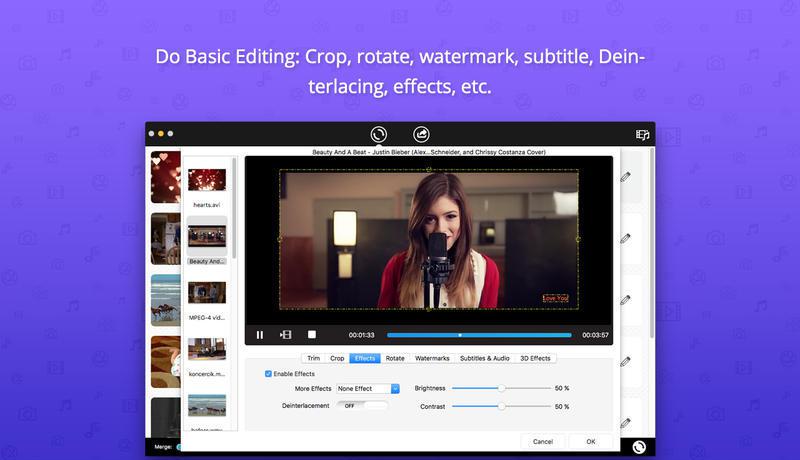 Do Basic Editing: Crop, rotate, watermark, subtitle, Dein-
terlacing, effects, etc.
Beauty And A Beat - Justin Bieber (Alex...Schneider, and Chrissy Costanza Cover)
hearts.avi
Beauty And...
MPEG-4 vid...
koncercik.m...
Love You!
00:01:33
00:03:57
Trim Crop Effects Rotate Watermarks Subtitles & Audio 3D Effects
Enable Effects
More Effects None Effect Brightness 50 %
Deinterlacement OFF Contrast 50 %
Cancel OK
Merge: